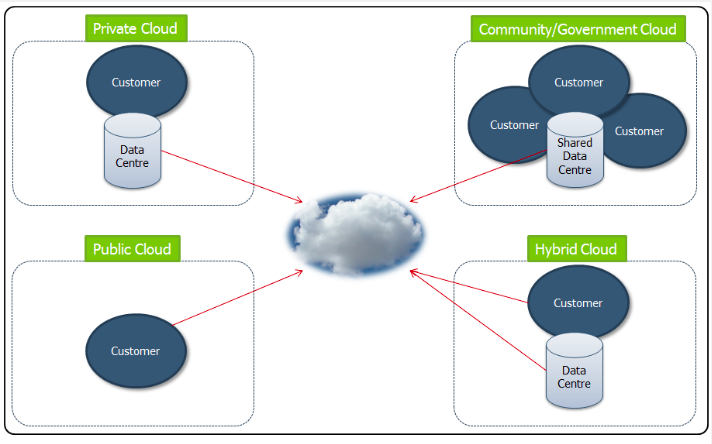 Private Cloud
Customer
Data
Centre
Community/Government Cloud
Customer
Customer
Customer
Shared
Data
Centre
Public Cloud
Customer
Hybrid Cloud
Customer
Data
Centre